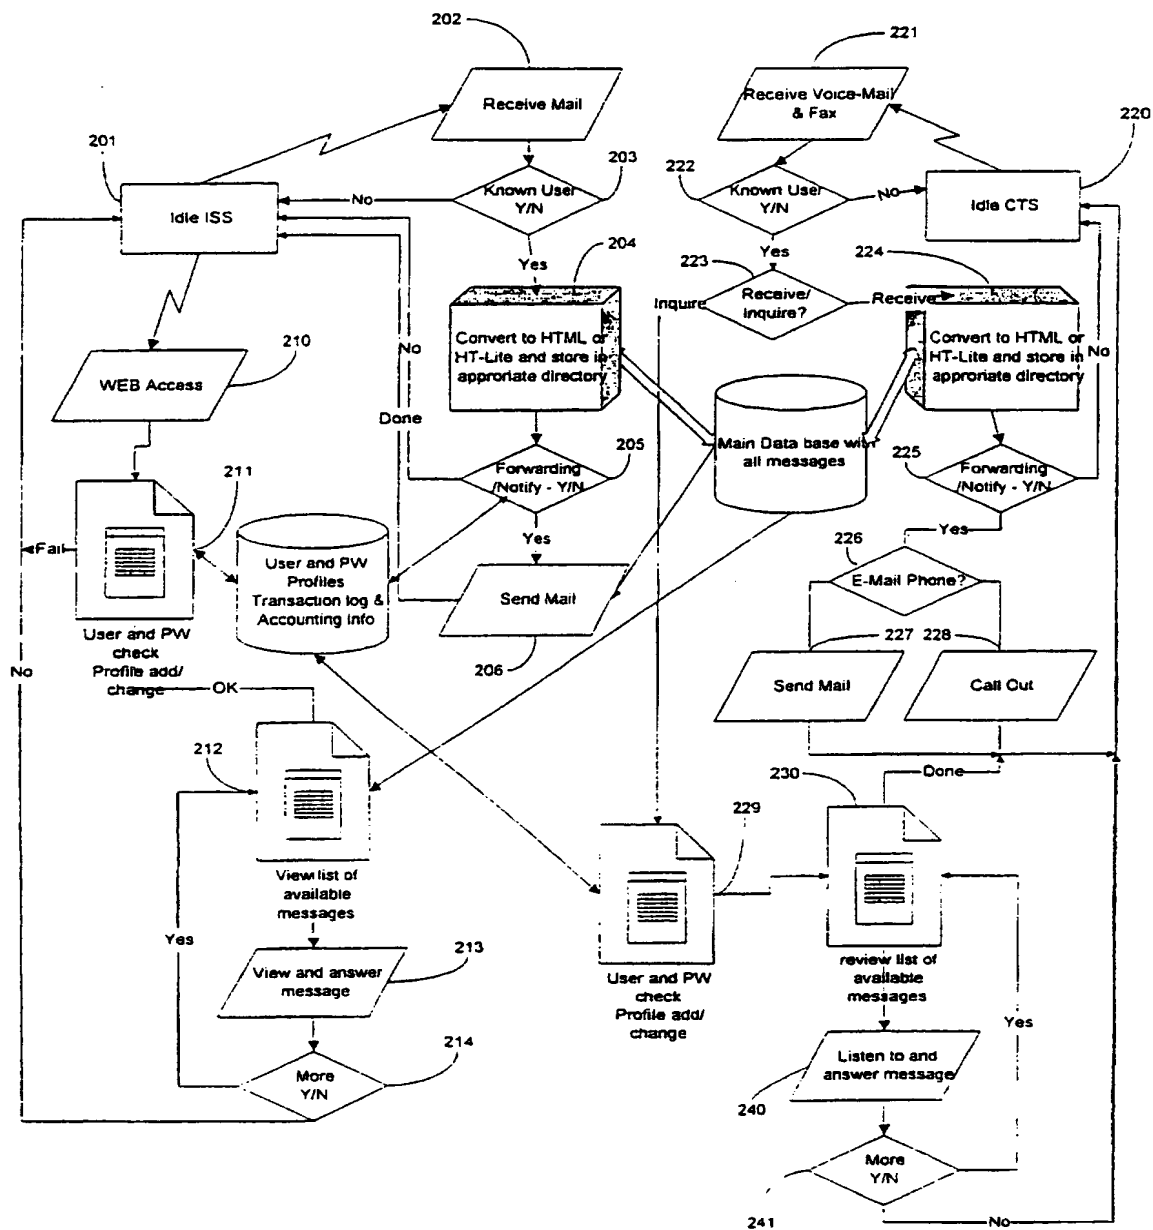 202
221
Receive Mail
Receive Voice-Mail
& Fax
220
201
203
222
Known User
Y/N
No
Known User
Y/N
No
Idle ISS
Idle CTS
Yes
204
Yes
223
224
Receive/
Inquire?
Inquire
Receive
Convert to HTML or
HT-Lite and store in
approriate directory
Convert to HTML or
HT-Lite and store in
approriate directory
No
No
210
WEB Access
Done
Main Data base with
all messages
205
225
Forwarding
/Notify - Y/N
Forwarding
/Notify - Y/N
211
Yes
Yes
226
E-Mail Phone?
Fail
User and PW
Profiles
Transaction log &
Accounting Info
Send Mail
206
227
228
User and PW
check
Profile add/
change
No
OK
Send Mail
Call Out
212
Done
230
229
View list of
available
messages
Yes
213
View and answer
message
User and PW
check
Profile add/
change
review list of
available
messages
Yes
214
More
Y/N
Listen to and
answer message
240
More
Y/N
241
No